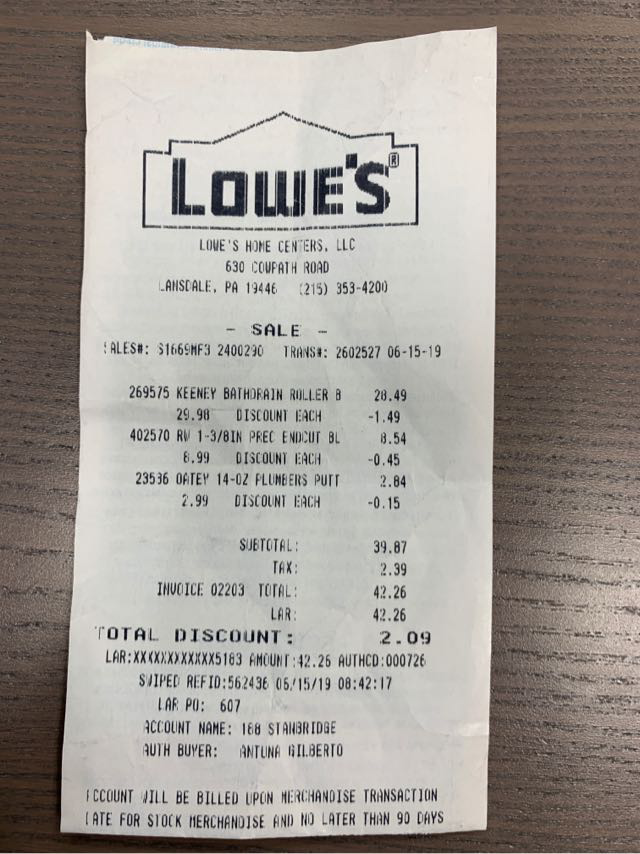 LOWE'S®
LOWE'S HOME CENTERS, LLC
630 COWPATH ROAD
LANSDALE, PA 19446 (215) 353-4200
- SALE -
SALES#: S1669MF3 2400290 TRANS#: 2602527 06-15-19
269575 KEENEY BATHDRAIN ROLLER B 28.49
29.98 DISCOUNT EACH -1.49
402570 RW 1-3/8IN PREC ENDCUT BL 8.54
8.99 DISCOUNT EACH -0.45
23536 OATEY 14-OZ PLUMBERS PUTT 2.84
2.99 DISCOUNT EACH -0.15
SUBTOTAL: 39.87
TAX: 2.39
INVOICE 02203 TOTAL: 42.26
LAR: 42.26
TOTAL DISCOUNT: 2.09
LAR:XXXXXXXXXXXX5183 AMOUNT:42.26 AUTHCD:000726
SWIPED REFID:562436 06/15/19 08:42:17
LAR PO: 607
ACCOUNT NAME: 188 STANBRIDGE
AUTH BUYER: ANTUNA GILBERTO
ACCOUNT WILL BE BILLED UPON MERCHANDISE TRANSACTION
DATE FOR STOCK MERCHANDISE AND NO LATER THAN 90 DAYS